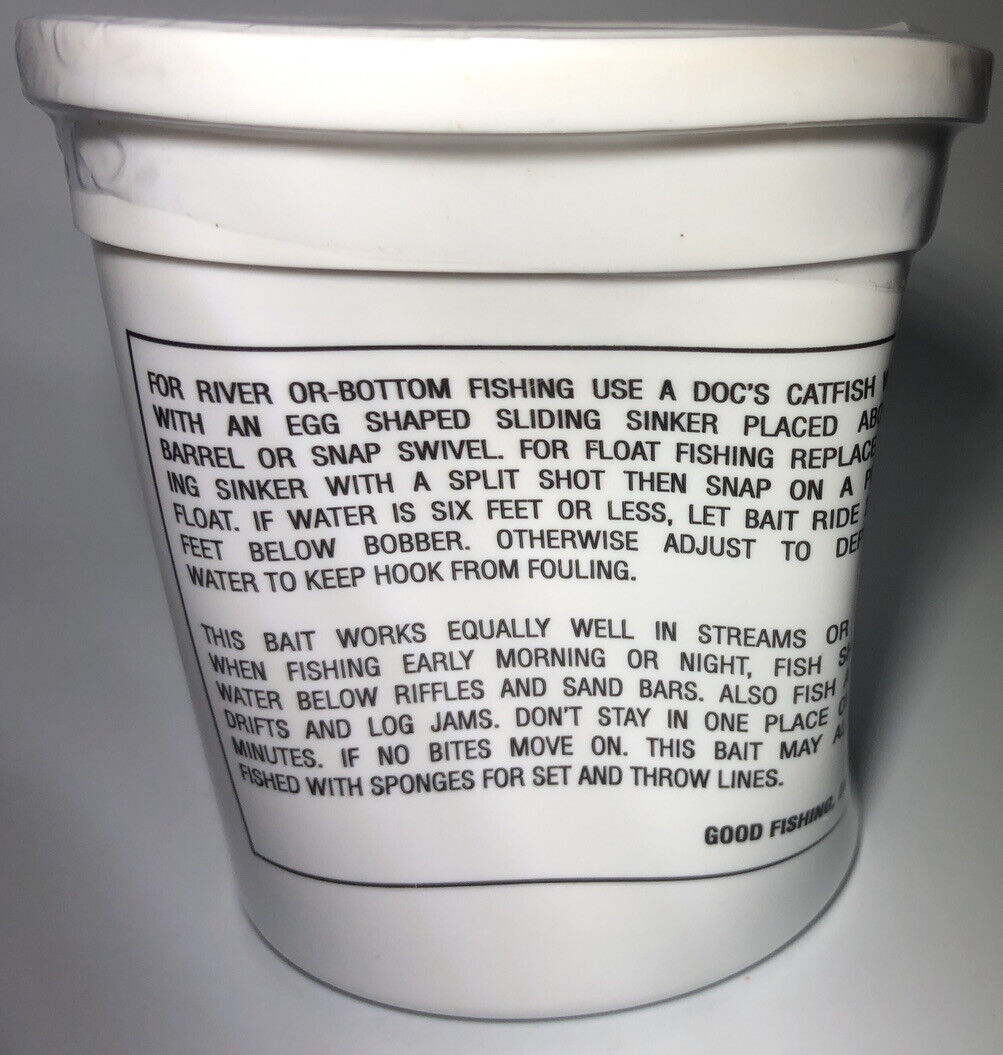 FOR RIVER OR-BOTTOM FISHING USE A DOC'S CATFISH
WITH AN EGG SHAPED SLIDING SINKER PLACED
BARREL OR SNAP SWIVEL. FOR FLOAT FISHING REPLACE
ING SINKER WITH A SPLIT SHOT THEN SNAP ON A
FLOAT. IF WATER IS SIX FEET OR LESS, LET BAIT RIDE
FEET BELOW BOBBER. OTHERWISE ADJUST TO
WATER TO KEEP HOOK FROM FOULING.
THIS BAIT WORKS EQUALLY WELL IN STREAMS OR
WHEN FISHING EARLY MORNING OR NIGHT, FISH
WATER BELOW RIFFLES AND SAND BARS. ALSO FISH
DRIFTS AND LOG JAMS. DON'T STAY IN ONE PLACE
MINUTES. IF NO BITES MOVE ON. THIS BAIT MAY
FISHED WITH SPONGES FOR SET AND THROW LINES.
GOOD FISHING,